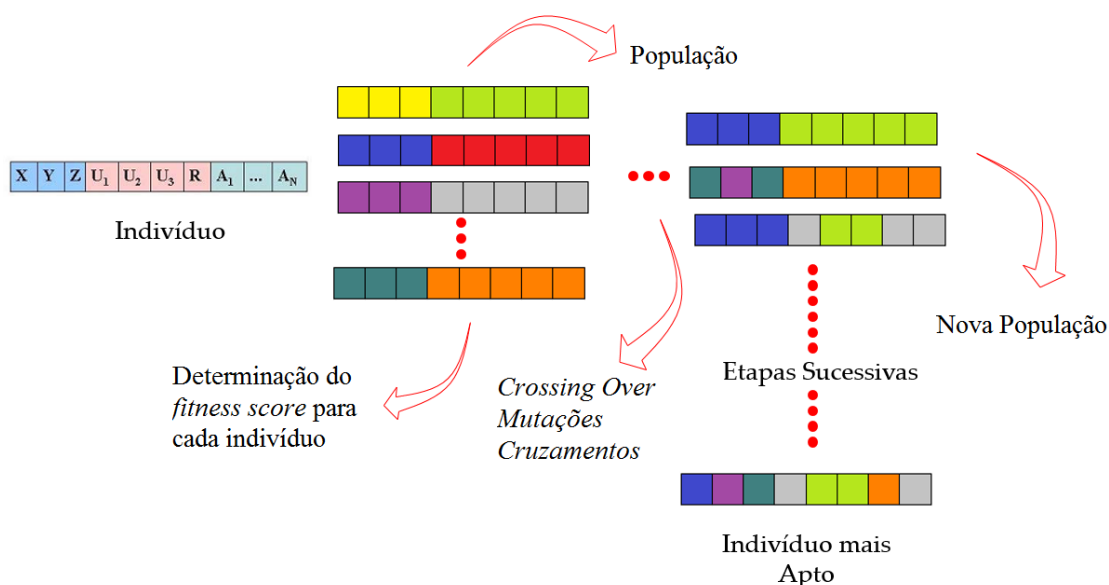 População
X Y Z U1 U2 U3 R A1 ... AN
Indivíduo
Nova População
Determinação do
fitness score para
cada indivíduo
Crossing Over
Mutações
Cruzamentos
Etapas Sucessivas
Indivíduo mais
Apto